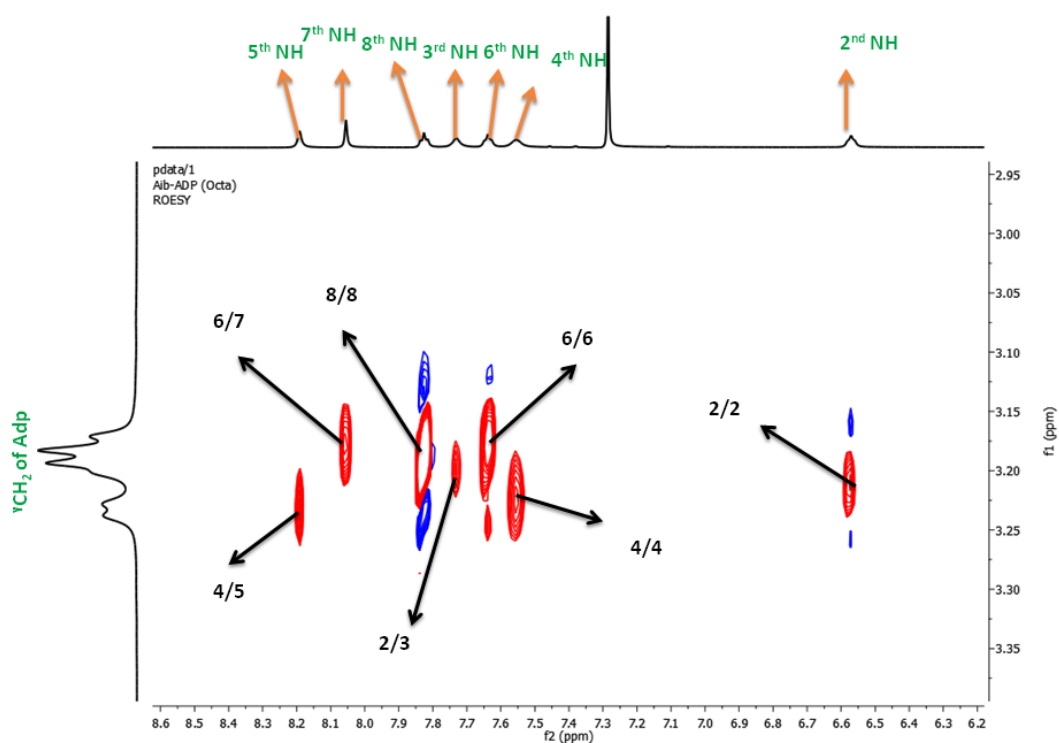 5th NH
7th NH
8th NH
3rd NH
6th NH
4th NH
2nd NH
pdata/1
Aib-ADP (Octa)
ROESY
8/8
6/7
6/6
2/2
4/4
4/5
2/3
γCH2 of Adp
2.95
3.00
3.05
3.10
3.15
3.20
3.25
3.30
3.35
f1 (ppm)
8.6 8.5 8.4 8.3 8.2 8.1 8.0 7.9 7.8 7.7 7.6 7.5 7.4 7.3 7.2 7.1 7.0 6.9 6.8 6.7 6.6 6.5 6.4 6.3 6.2
f2 (ppm)